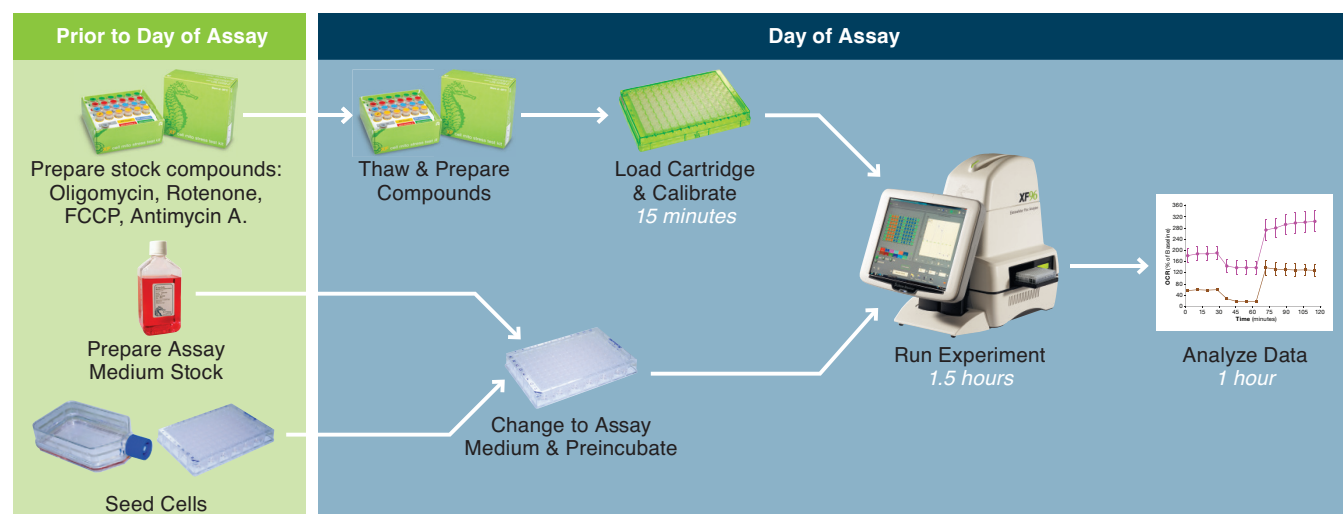 Prior to Day of Assay
Day of Assay
Prepare stock compounds:
Oligomycin, Rotenone,
FCCP, Antimycin A.
Thaw & Prepare
Compounds
Load Cartridge
& Calibrate
15 minutes
Prepare Assay
Medium Stock
Seed Cells
Change to Assay
Medium & Preincubate
XF96
Run Experiment
1.5 hours
OCR (% of Baseline)
360
320
280
240
200
160
120
80
40
0
0 15 30 45 60 75 90 105 120
Time (minutes)
Analyze Data
1 hour